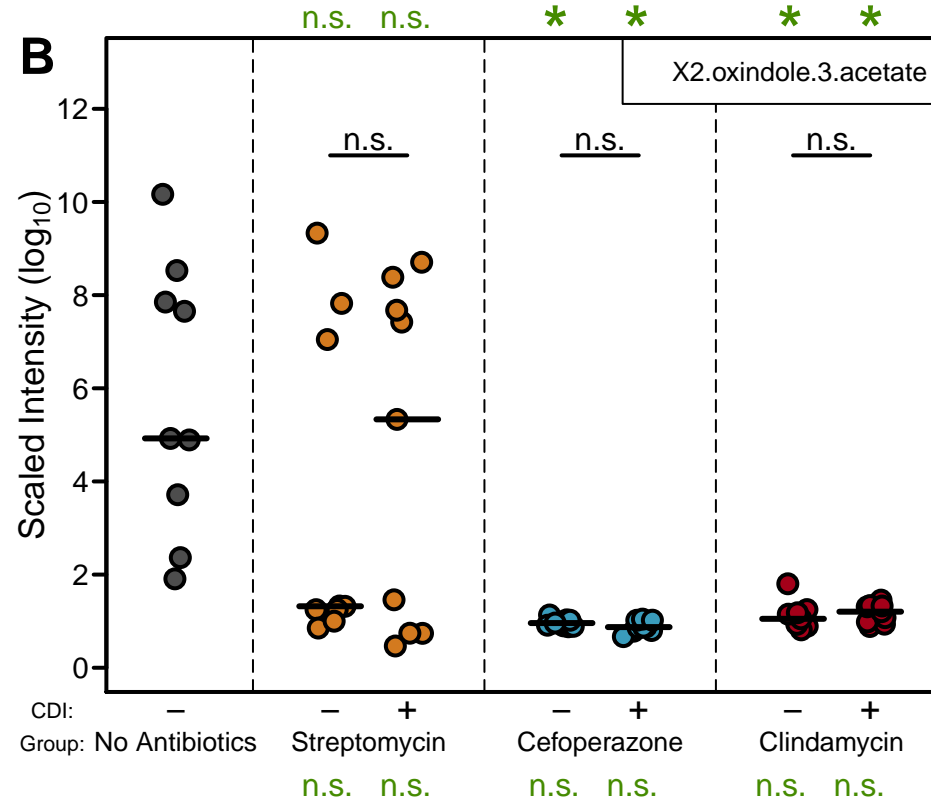 n.s. n.s. * * * *
B
X2.oxindole.3.acetate
n.s. n.s. n.s.
Scaled Intensity (log10)
12
10
8
6
4
2
0
CDI: − − + − + − +
Group: No Antibiotics Streptomycin Cefoperazone Clindamycin
n.s. n.s. n.s. n.s. n.s. n.s.